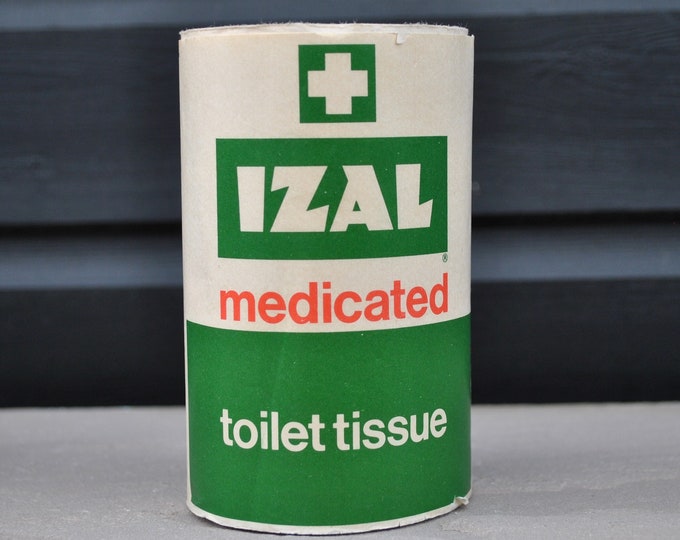 IZAL
®
medicated
toilet tissue